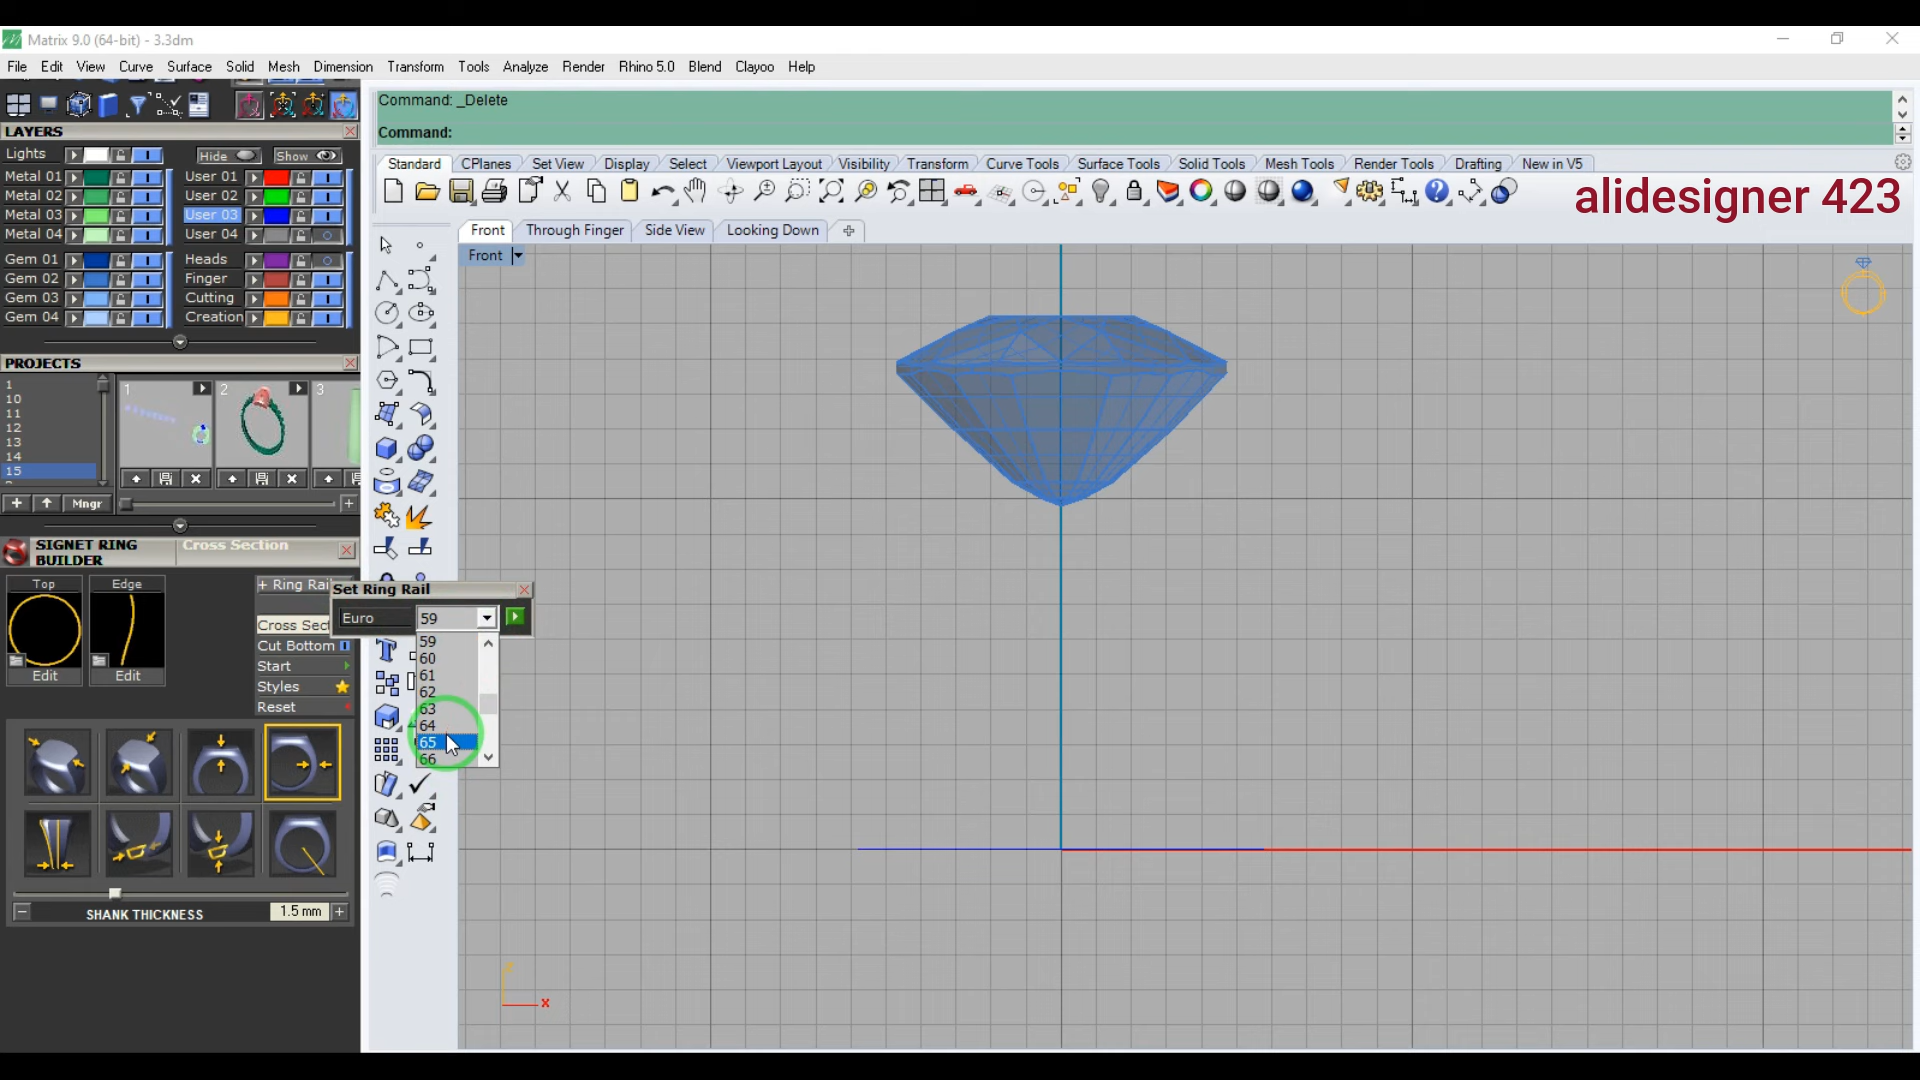 Matrix 9.0 (64-bit) - 3.3dm
File Edit View Curve Surface Solid Mesh Dimension Transform Tools Analyze Render Rhino 5.0 Blend Clayoo Help
Command: _Delete
Command:
Standard CPlanes Set View Display Select Viewport Layout Visibility Transform Curve Tools Surface Tools Solid Tools Mesh Tools Render Tools Drafting New in V5
alidesigner 423
LAYERS
Lights Hide Show
Metal 01 User 01
Metal 02 User 02
Metal 03 User 03
Metal 04 User 04
Gem 01 Heads
Gem 02 Finger
Gem 03 Cutting
Gem 04 Creation
Front Through Finger Side View Looking Down
Front
PROJECTS
1
10
11
12
13
14
15
1 2 3
Mngr
SIGNET RING BUILDER
Cross Section
Top Edge
Edit Edit
+ Ring Rai
Cross Sect
Cut Bottom
Start
Styles
Reset
Set Ring Rail
Euro 59
59
60
61
62
63
64
65
66
SHANK THICKNESS 1.5 mm
x